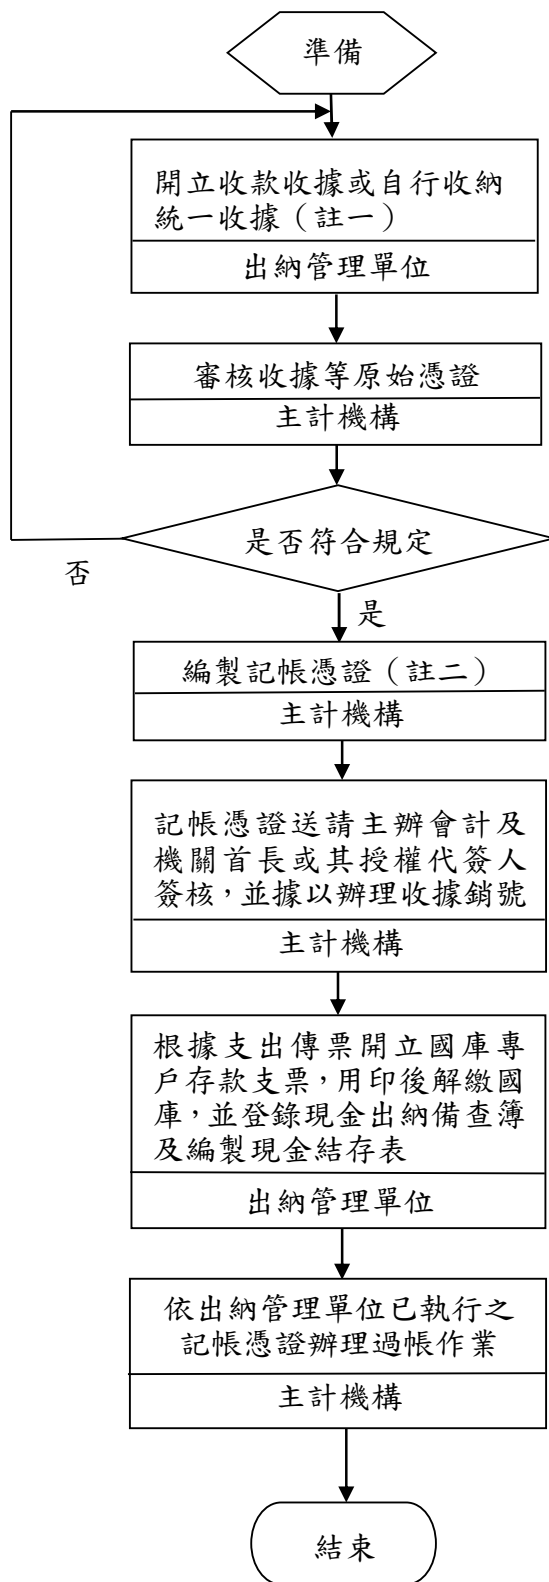 準備
開立收款收據或自行收納
統一收據（註一）
出納管理單位
審核收據等原始憑證
主計機構
是否符合規定
否
是
編製記帳憑證（註二）
主計機構
記帳憑證送請主辦會計及
機關首長或其授權代簽人
簽核，並據以辦理收據銷號
主計機構
根據支出傳票開立國庫專
戶存款支票，用印後解繳國
庫，並登錄現金出納備查簿
及編製現金結存表
出納管理單位
依出納管理單位已執行之
記帳憑證辦理過帳作業
主計機構
結束